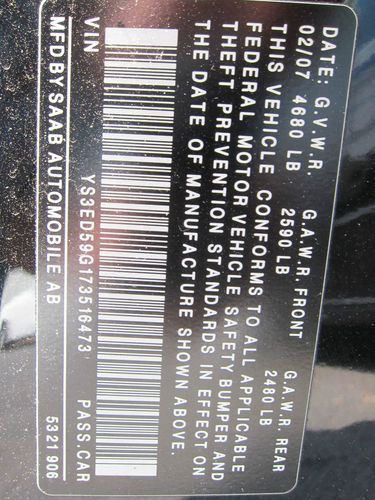 DATE: G.V.W.R. G.A.W.R. FRONT G.A.W.R. REAR
02/07 4680 LB 2590 LB 2480 LB
THIS VEHICLE CONFORMS TO ALL APPLICABLE
FEDERAL MOTOR VEHICLE SAFETY BUMPER AND
THEFT PREVENTION STANDARDS IN EFFECT ON
THE DATE OF MANUFACTURE SHOWN ABOVE.
VIN YS3ED59G173516473 PASS.CAR
MFD BY SAAB AUTOMOBILE AB 5321906